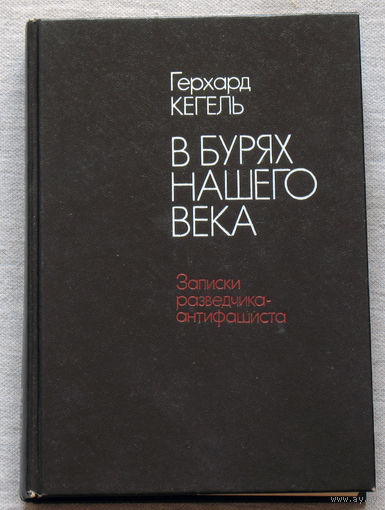 Герхард
КЕГЕЛЬ
В БУРЯХ
НАШЕГО
ВЕКА
Записки
разведчика-
антифашиста